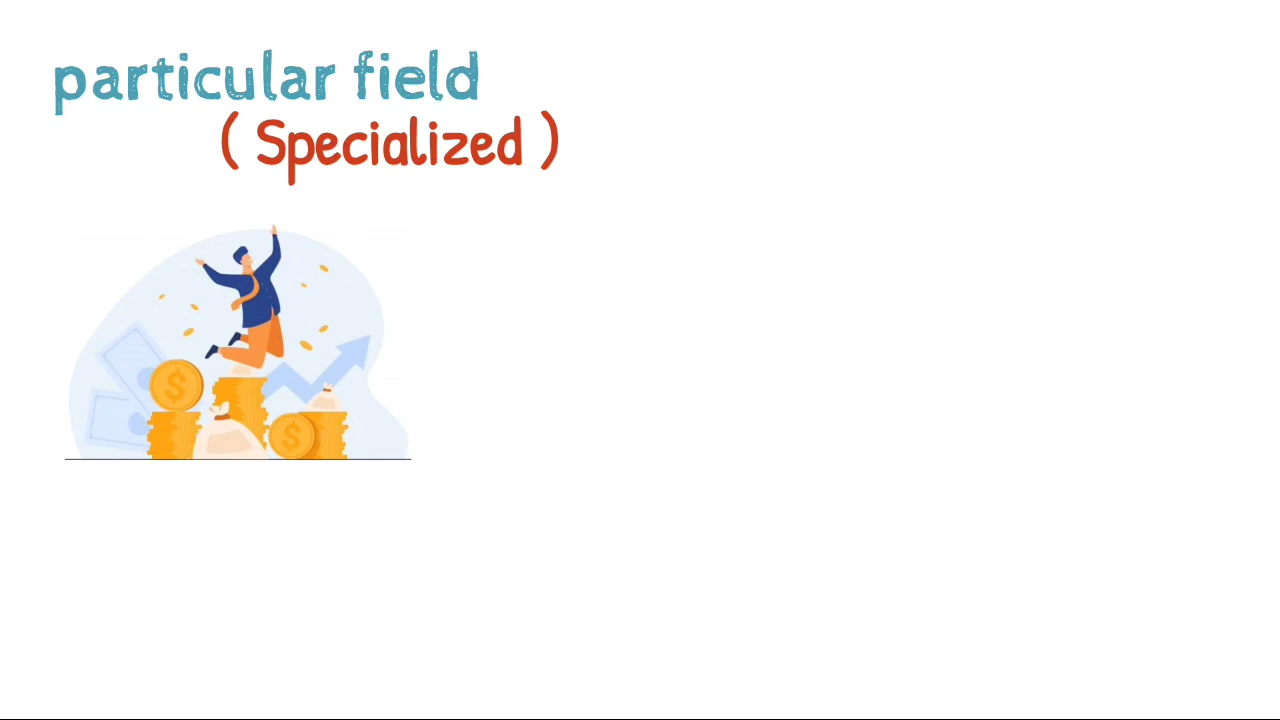 particular field
( Specialized )
$
$